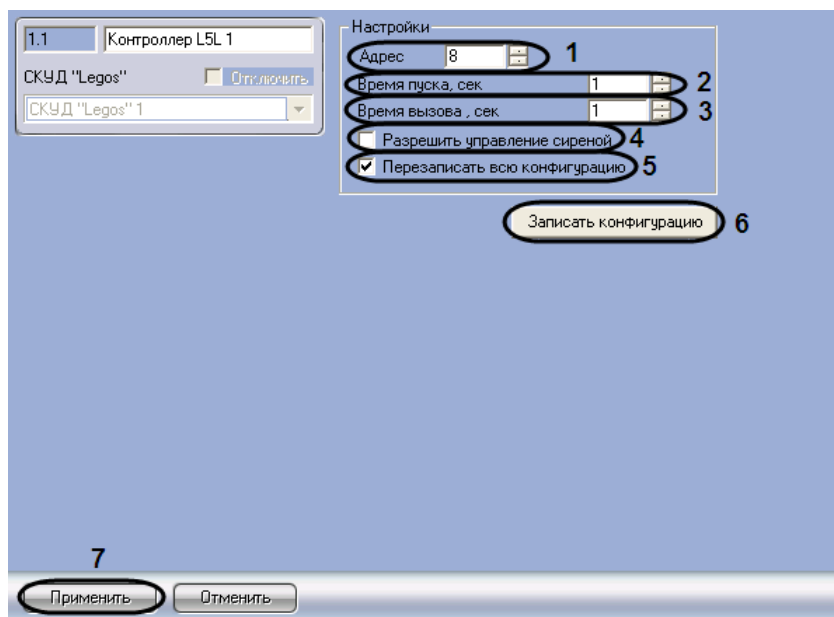 1.1 Контроллер L5L 1
СКУД "Legos" Отключить
СКУД "Legos" 1
Настройки
Адрес 8 1
Время пуска, сек 1 2
Время вызова , сек 1 3
Разрешить управление сиреной 4
Перезаписать всю конфигурацию 5
Записать конфигурацию 6
7
Применить Отменить